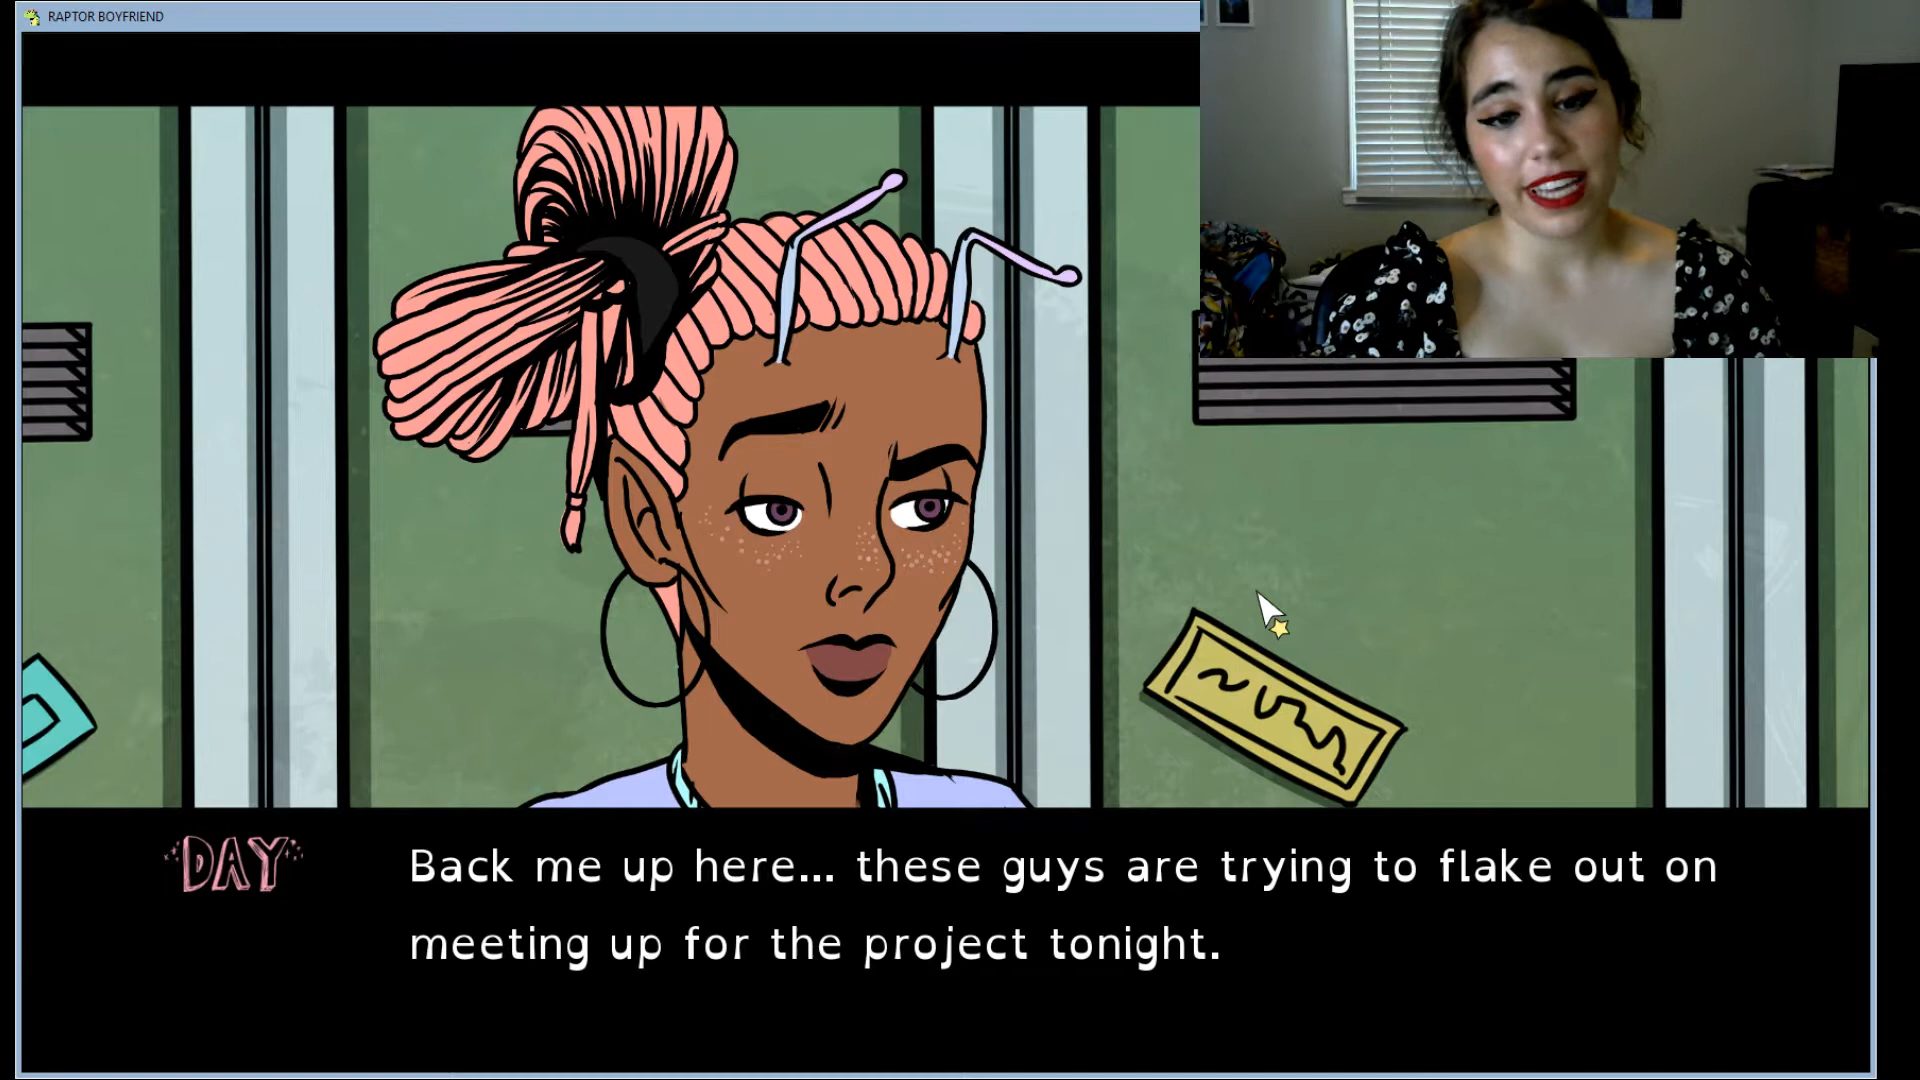 RAPTOR BOYFRIEND
DAY
Back me up here... these guys are trying to flake out on
meeting up for the project tonight.